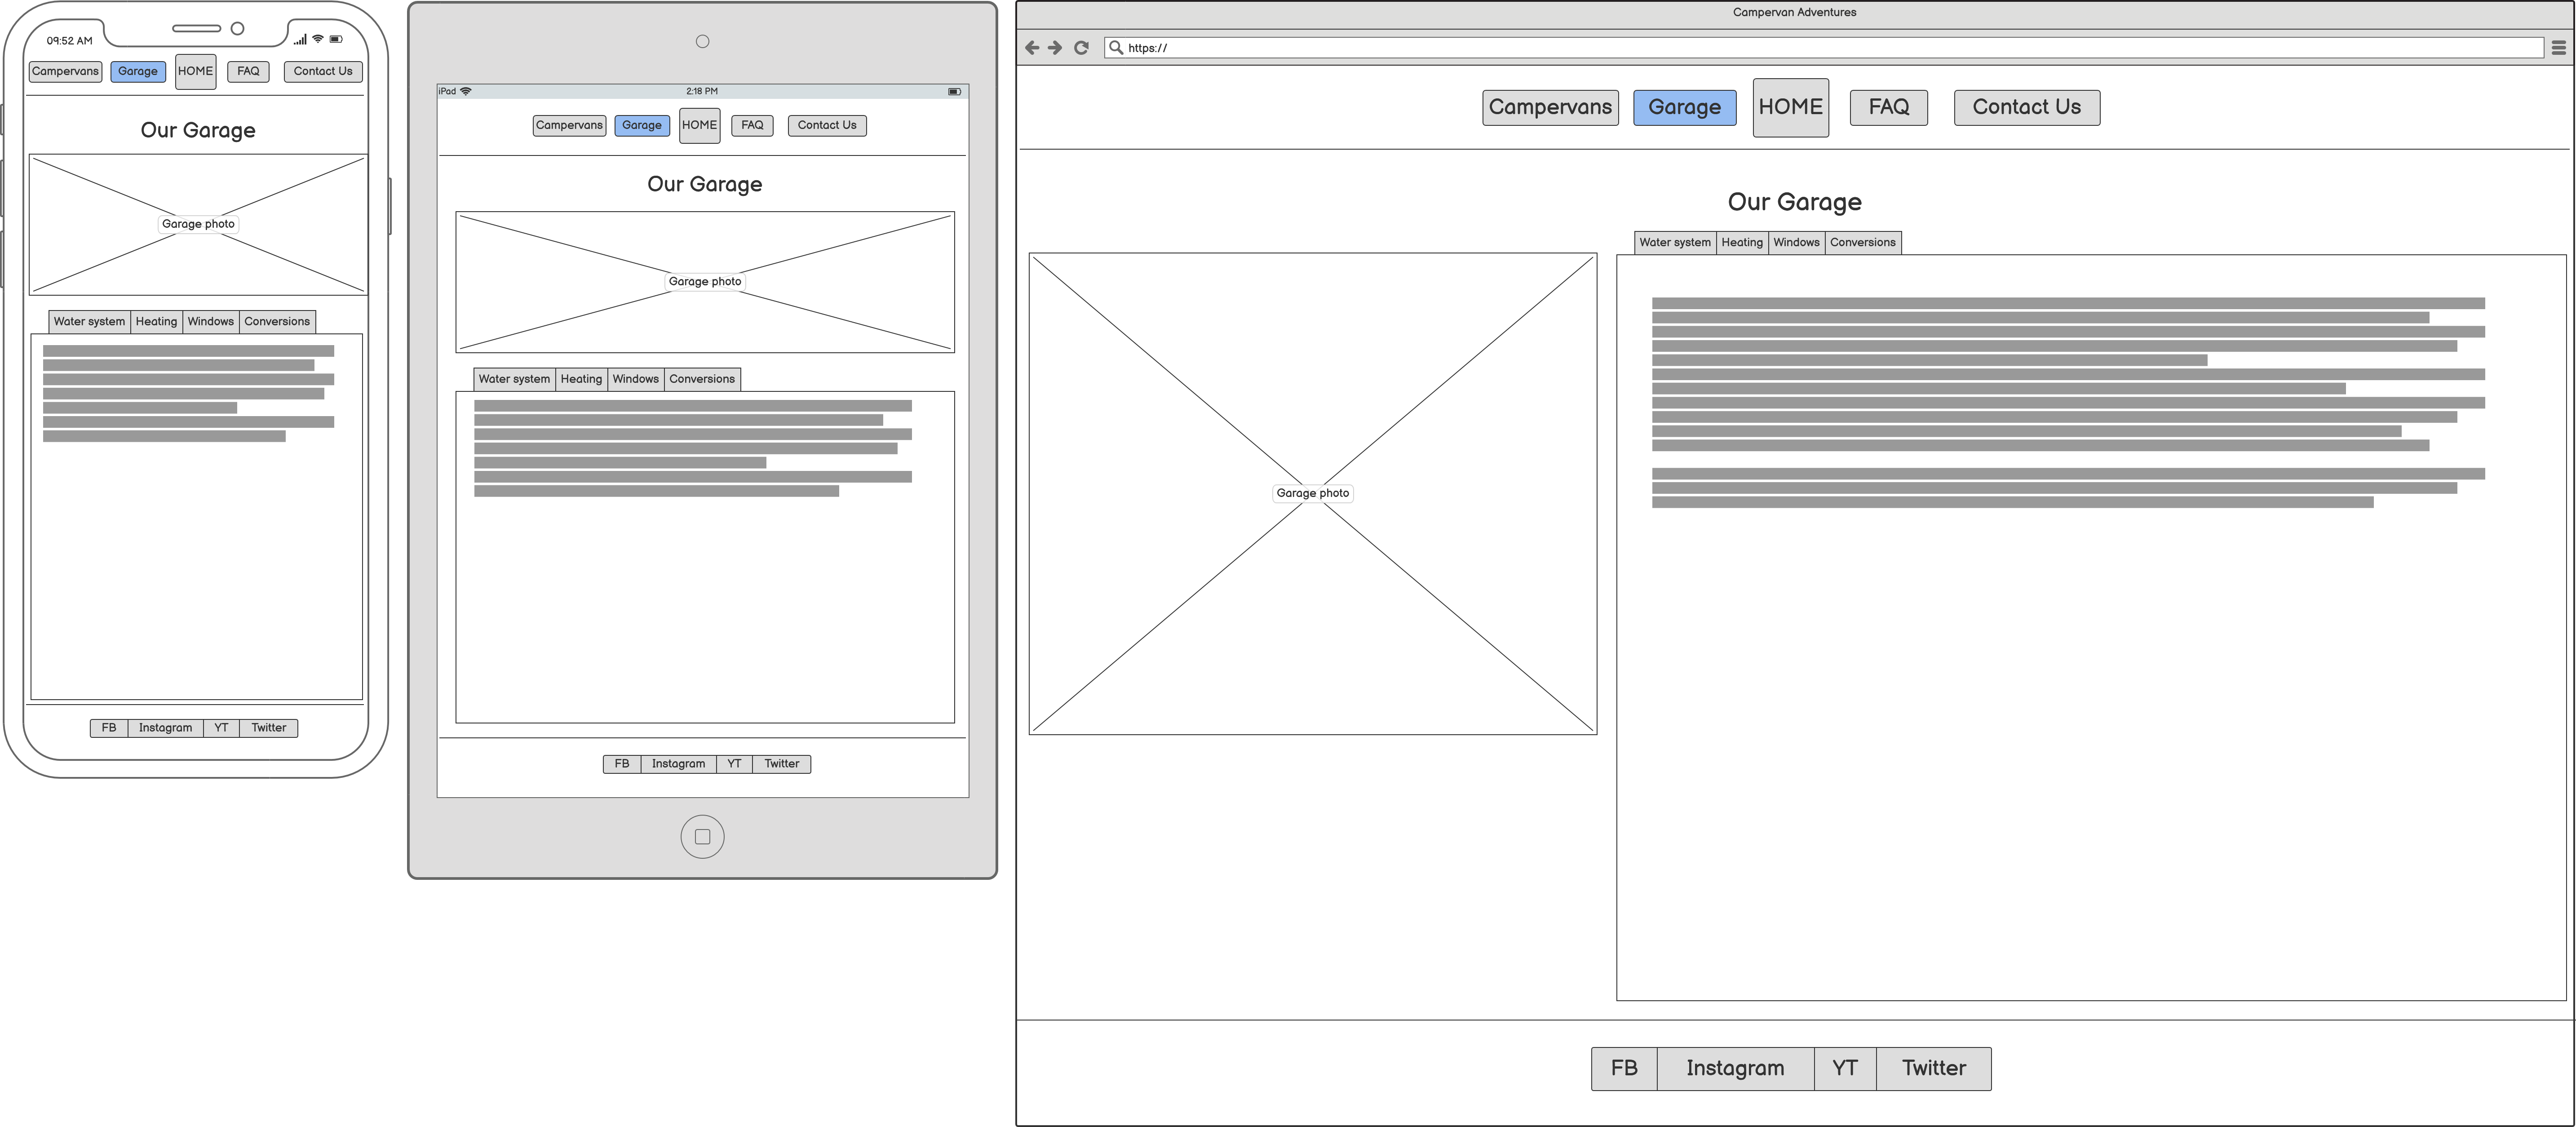 09:52 AM
Campervans Garage HOME FAQ Contact Us
Our Garage
Garage photo
Water system Heating Windows Conversions
FB Instagram YT Twitter
iPad 2:18 PM
Campervans Garage HOME FAQ Contact Us
Our Garage
Garage photo
Water system Heating Windows Conversions
FB Instagram YT Twitter
Campervan Adventures
https://
Campervans Garage HOME FAQ Contact Us
Our Garage
Water system Heating Windows Conversions
Garage photo
FB Instagram YT Twitter